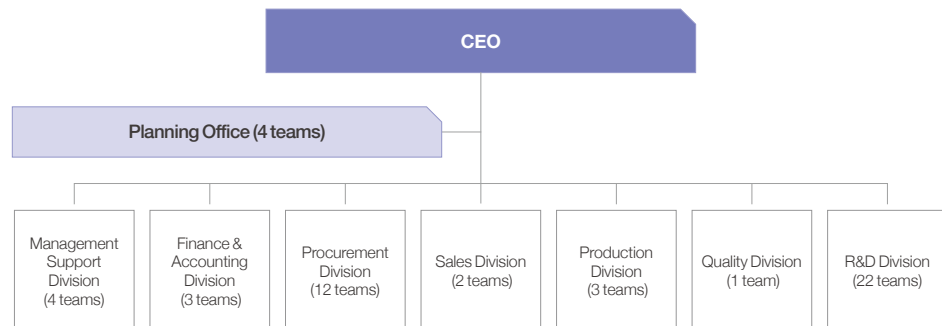 CEO
Planning Office (4 teams)
Management
Support
Division
(4 teams)
Finance &
Accounting
Division
(3 teams)
Procurement
Division
(12 teams)
Sales Division
(2 teams)
Production
Division
(3 teams)
Quality Division
(1 team)
R&D Division
(22 teams)